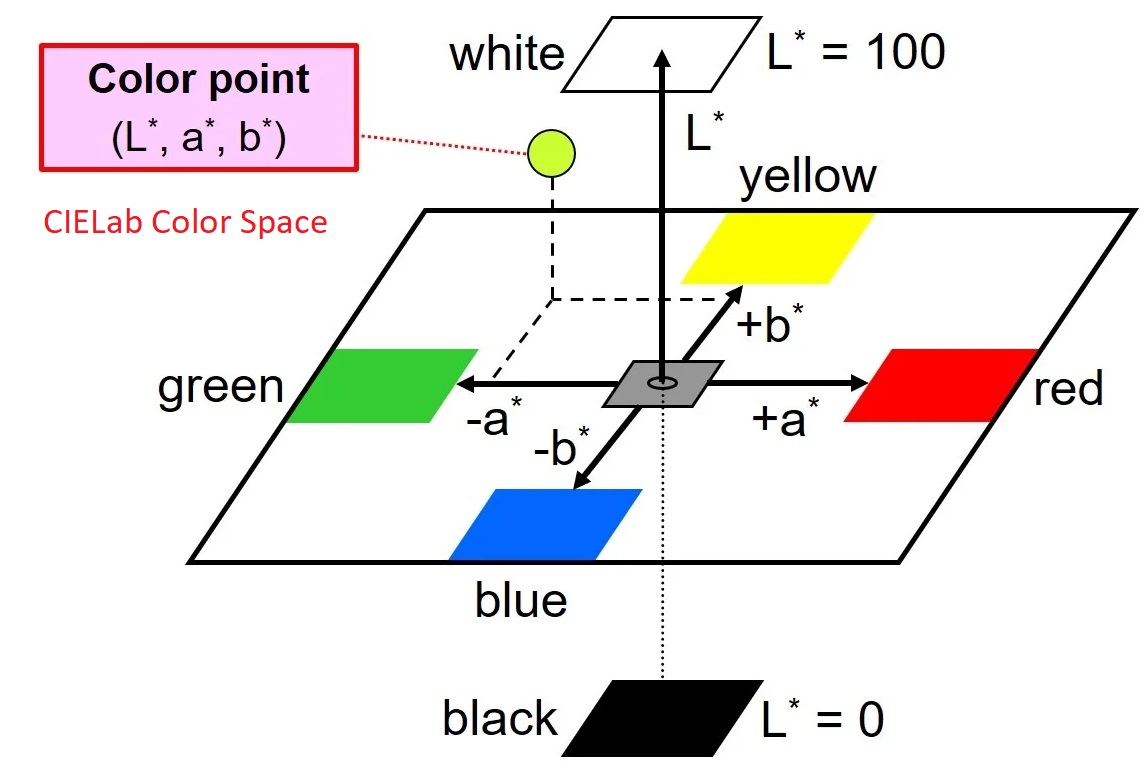 white
L* = 100
Color point
(L*, a*, b*)
L*
yellow
CIELab Color Space
+b*
green
red
-a*
+a*
-b*
blue
black
L* = 0